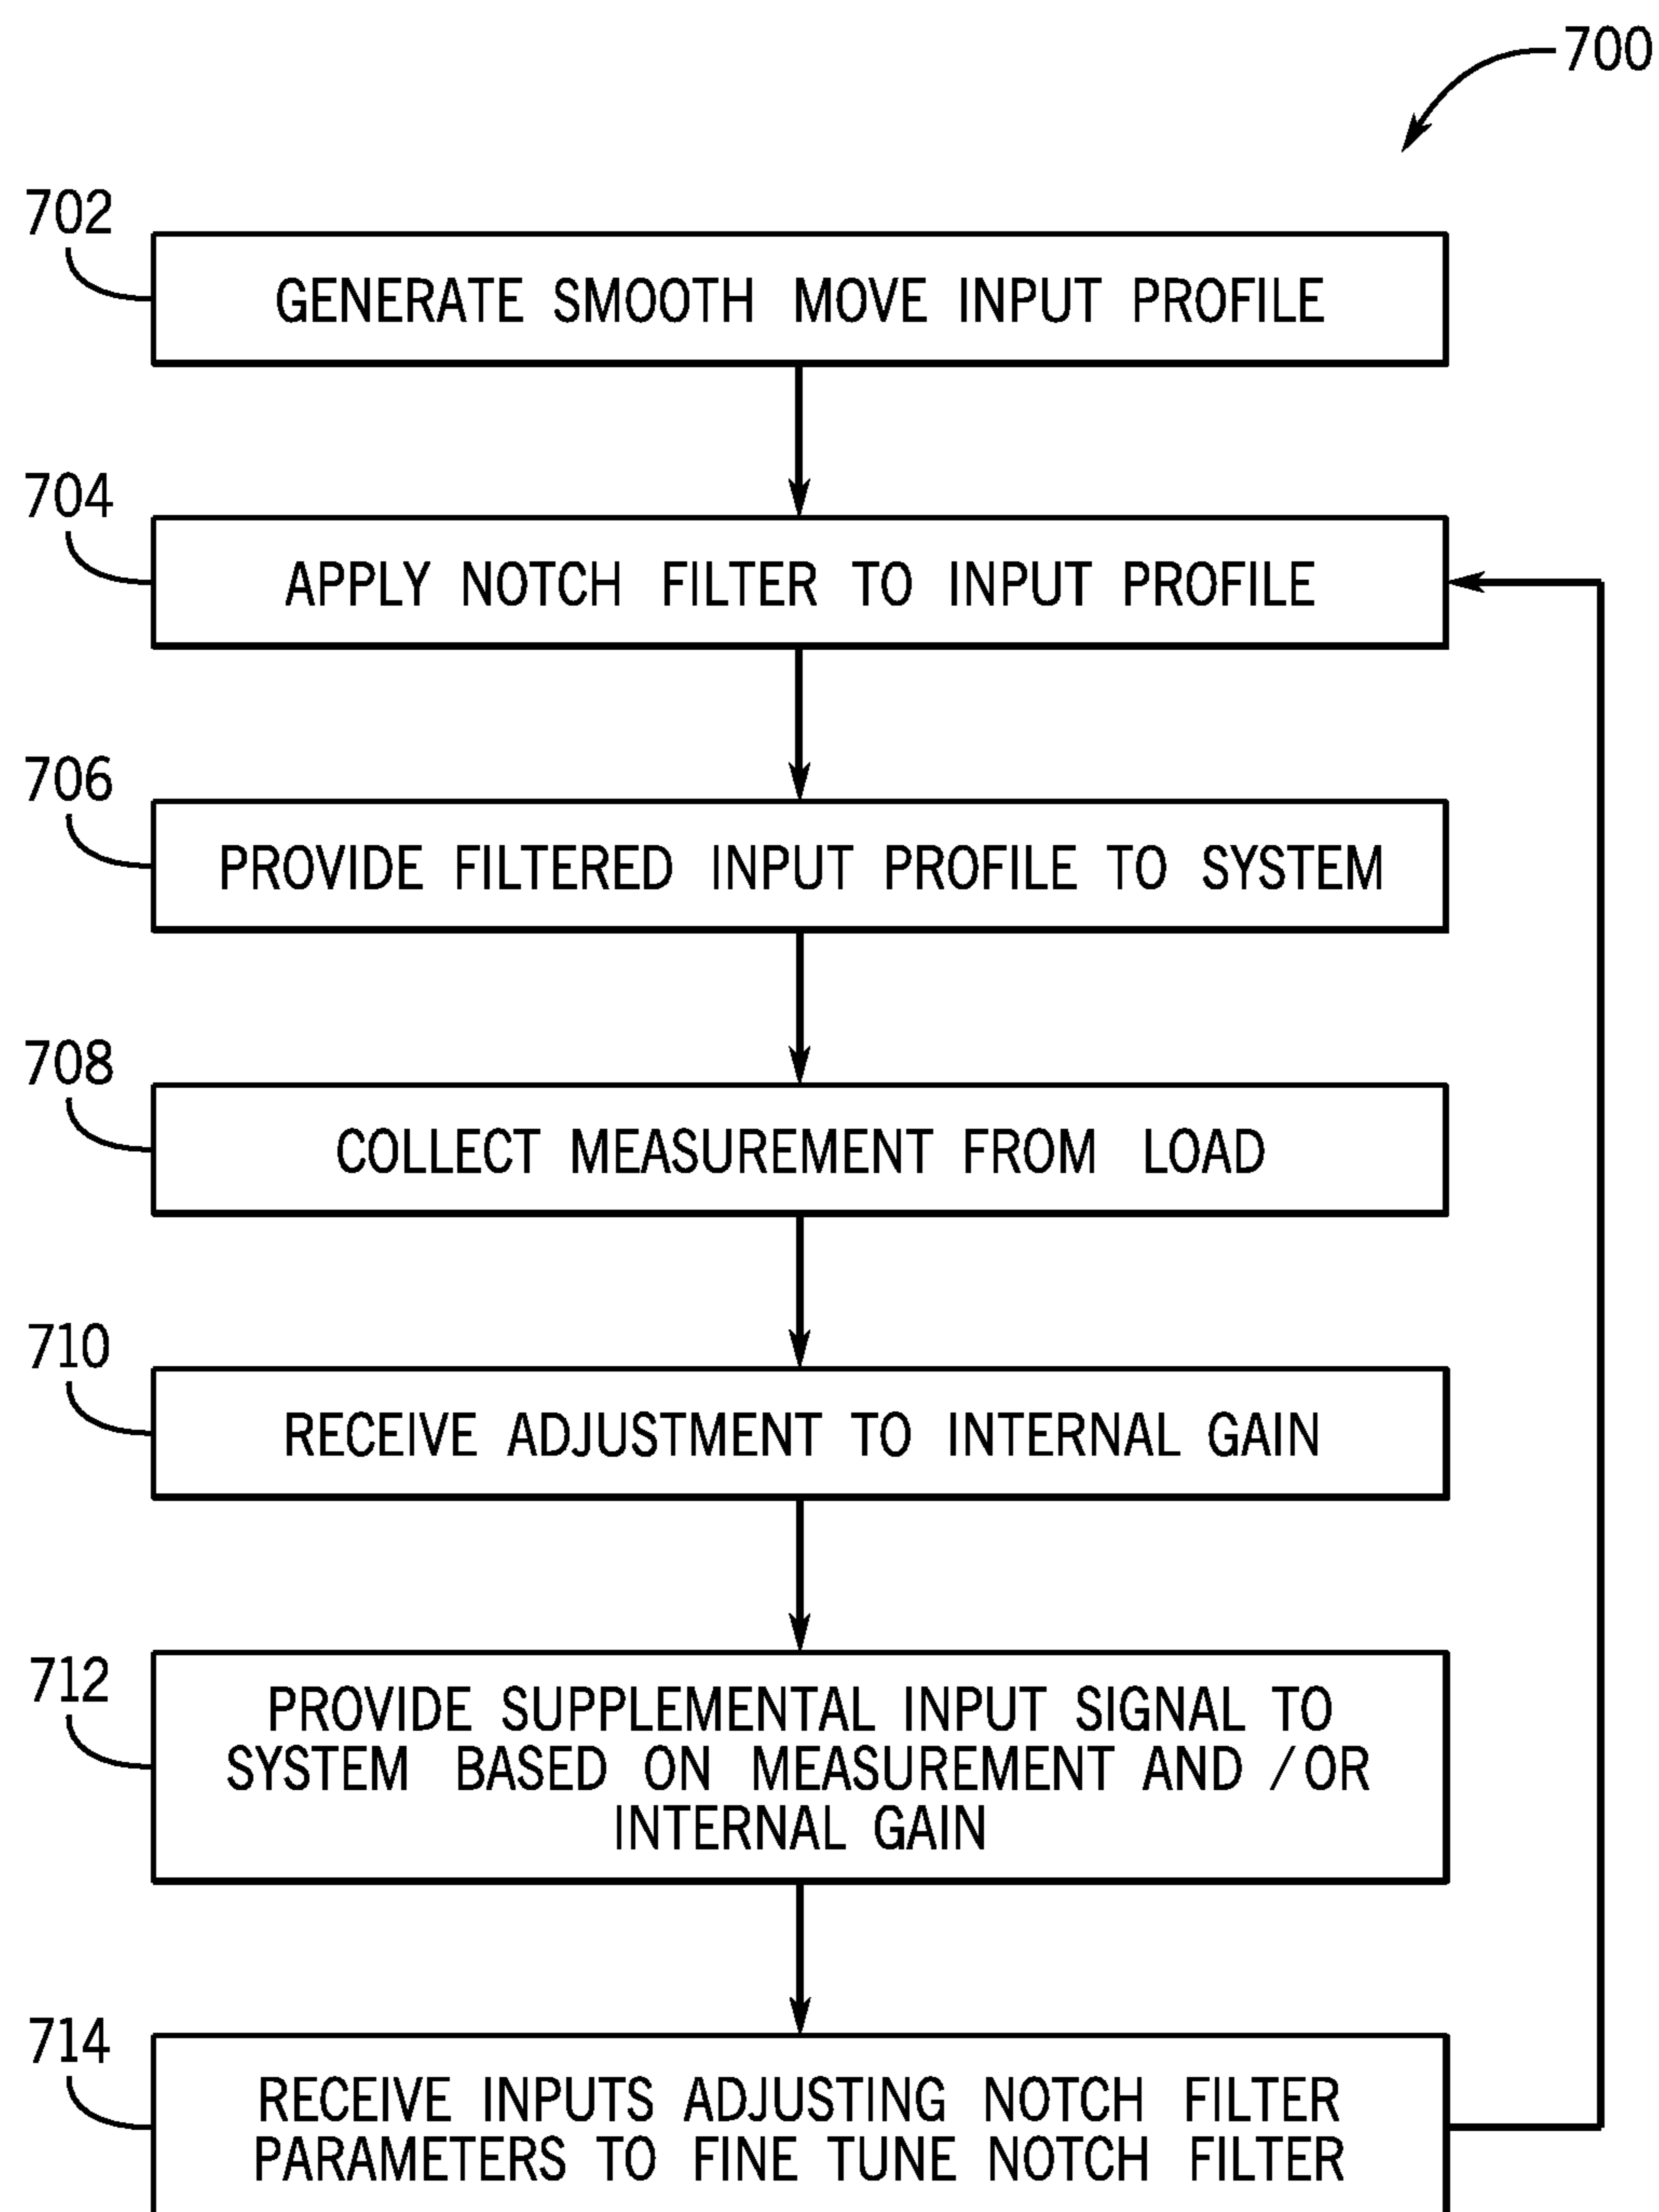 700
702
GENERATE SMOOTH MOVE INPUT PROFILE
704
APPLY NOTCH FILTER TO INPUT PROFILE
706
PROVIDE FILTERED INPUT PROFILE TO SYSTEM
708
COLLECT MEASUREMENT FROM LOAD
710
RECEIVE ADJUSTMENT TO INTERNAL GAIN
712
PROVIDE SUPPLEMENTAL INPUT SIGNAL TO
SYSTEM BASED ON MEASUREMENT AND /OR
INTERNAL GAIN
714
RECEIVE INPUTS ADJUSTING NOTCH FILTER
PARAMETERS TO FINE TUNE NOTCH FILTER